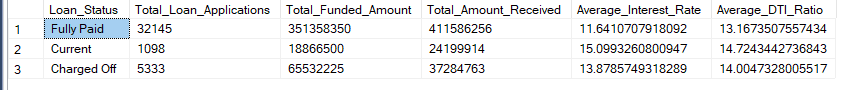 Loan_Status Total_Loan_Applications Total_Funded_Amount Total_Amount_Received Average_Interest_Rate Average_DTI_Ratio
1 Fully Paid 32145 351358350 411586256 11.6410707918092 13.1673507557434
2 Current 1098 18866500 24199914 15.0993260800947 14.7243442736843
3 Charged Off 5333 65532225 37284763 13.8785749318289 14.0047328005517